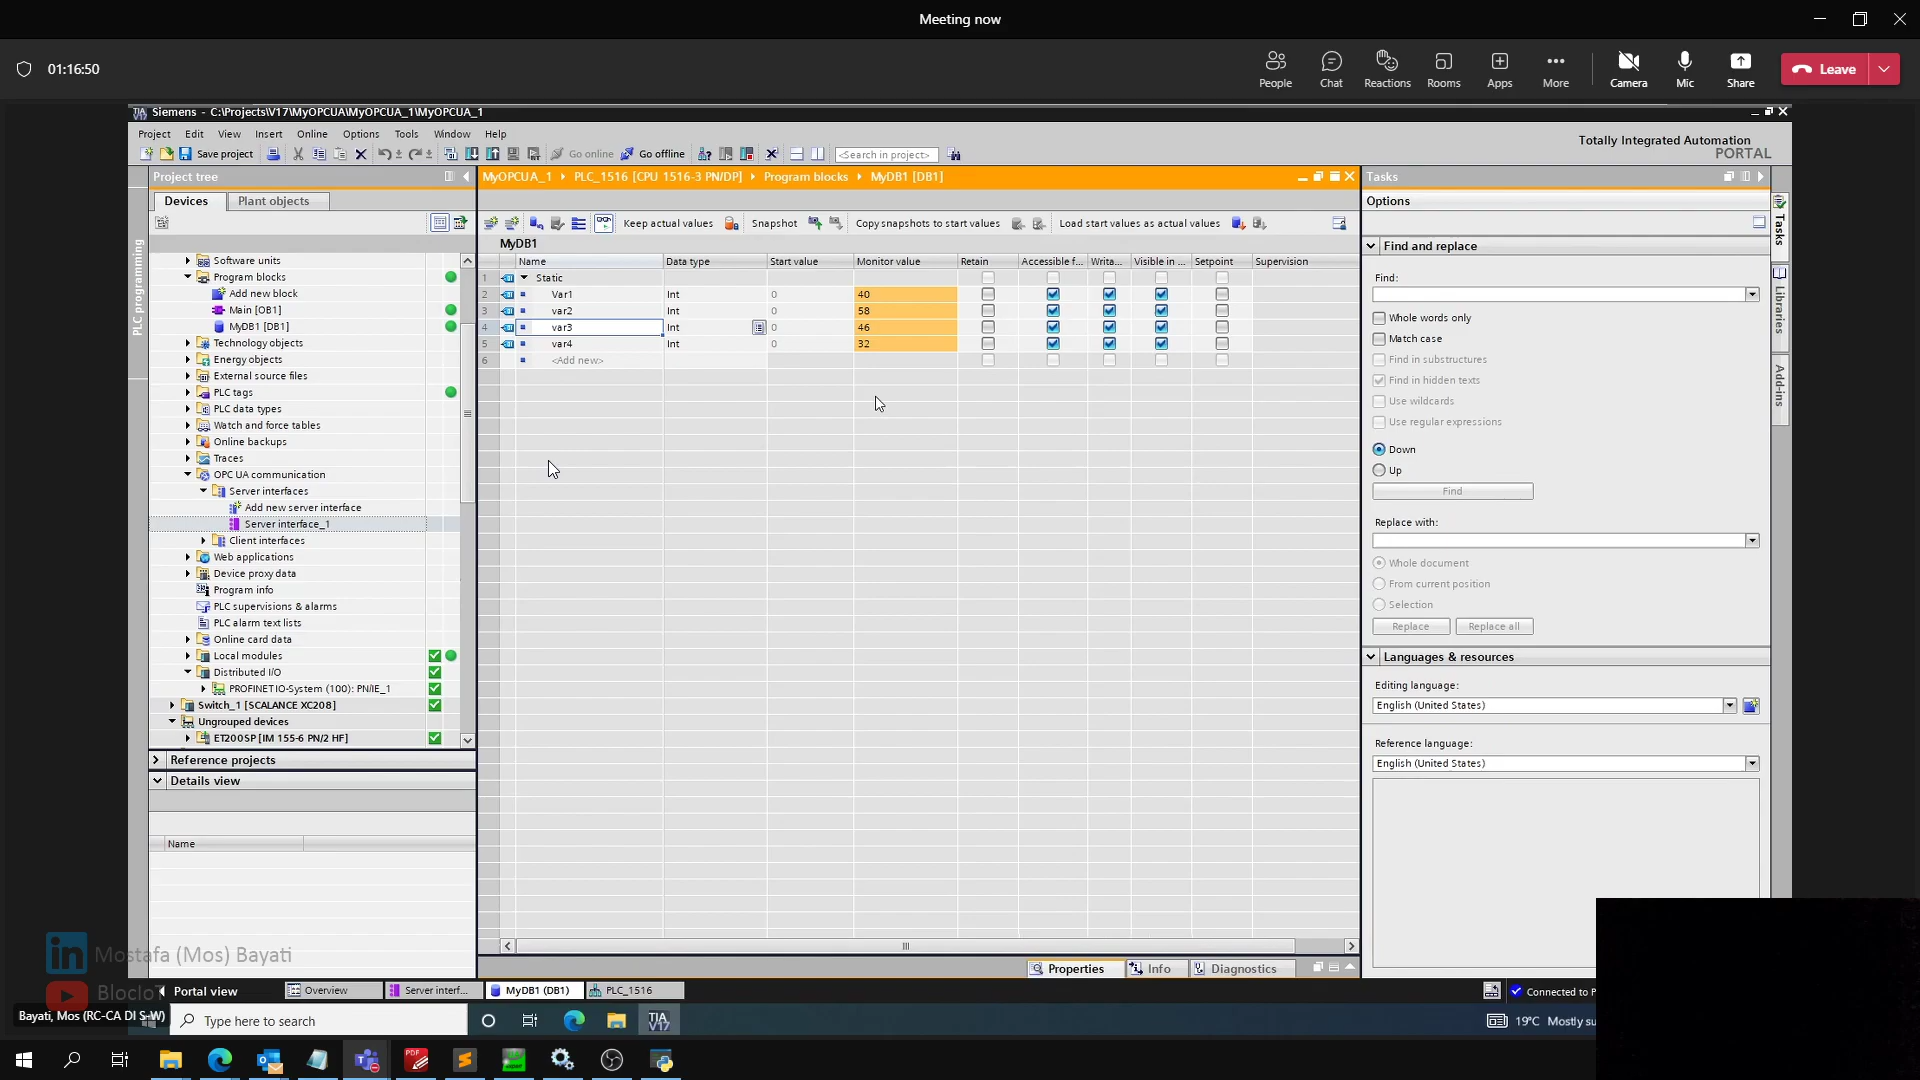 Meeting now
01:16:50
People
Chat
Reactions
Rooms
Apps
More
Camera
Mic
Share
Leave
Siemens - C:\Projects\V17\MyOPCUA\MyOPCUA_1\MyOPCUA_1
Project Edit View Insert Online Options Tools Window Help
Totally Integrated Automation
PORTAL
Save project
Go online
Go offline
<Search in project>
Project tree
MyOPCUA_1 PLC_1516 [CPU 1516-3 PN/DP] Program blocks MyDB1 [DB1]
Tasks
Devices
Plant objects
Options
Keep actual values
Snapshot
Copy snapshots to start values
Load start values as actual values
MyDB1
Name Data type Start value Monitor value Retain Accessible f... Writa... Visible in ... Setpoint Supervision
1 Static
2 Var1 Int 0 40
3 var2 Int 0 58
4 var3 Int 0 46
5 var4 Int 0 32
6 <Add new>
PLC programming
Software units
Program blocks
Add new block
Main [OB1]
MyDB1 [DB1]
Technology objects
Energy objects
External source files
PLC tags
PLC data types
Watch and force tables
Online backups
Traces
OPC UA communication
Server interfaces
Add new server interface
Server interface_1
Client interfaces
Web applications
Device proxy data
Program info
PLC supervisions & alarms
PLC alarm text lists
Online card data
Local modules
Distributed I/O
PROFINET IO-System (100): PN/IE_1
Switch_1 [SCALANCE XC208]
Ungrouped devices
ET200SP [IM 155-6 PN/2 HF]
Reference projects
Details view
Name
Find and replace
Find:
Whole words only
Match case
Find in substructures
Find in hidden texts
Use wildcards
Use regular expressions
Down
Up
Find
Replace with:
Whole document
From current position
Selection
Replace
Replace all
Languages & resources
Editing language:
English (United States)
Reference language:
English (United States)
Tasks
Libraries
Add-ins
Properties
Info
Diagnostics
in Mostafa (Mos) Bayati
BlocIoT
Portal view
Overview
Server interf...
MyDB1 (DB1)
PLC_1516
Connected to P
Bayati, Mos (RC-CA DI S-W)
Type here to search
TIA
V17
19°C Mostly su
PDF